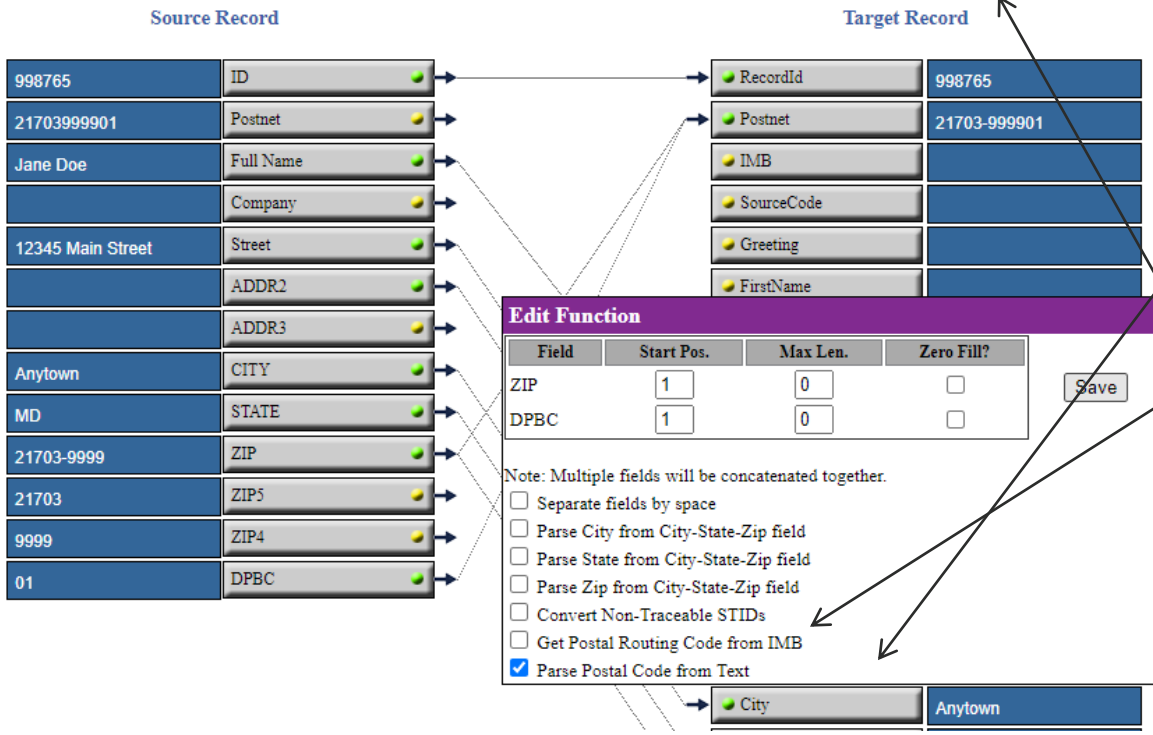 Source Record
Target Record
998765 ID RecordId 998765
21703999901 Postnet Postnet 21703-999901
Jane Doe Full Name IMB
Company SourceCode
12345 Main Street Street Greeting
ADDR2 FirstName
ADDR3
Anytown CITY
MD STATE
21703-9999 ZIP
21703 ZIP5
9999 ZIP4
01 DPBC
Edit Function
Field Start Pos. Max Len. Zero Fill?
ZIP 1 0
DPBC 1 0
Save
Note: Multiple fields will be concatenated together.
Separate fields by space
Parse City from City-State-Zip field
Parse State from City-State-Zip field
Parse Zip from City-State-Zip field
Convert Non-Traceable STIDs
Get Postal Routing Code from IMB
Parse Postal Code from Text
City Anytown